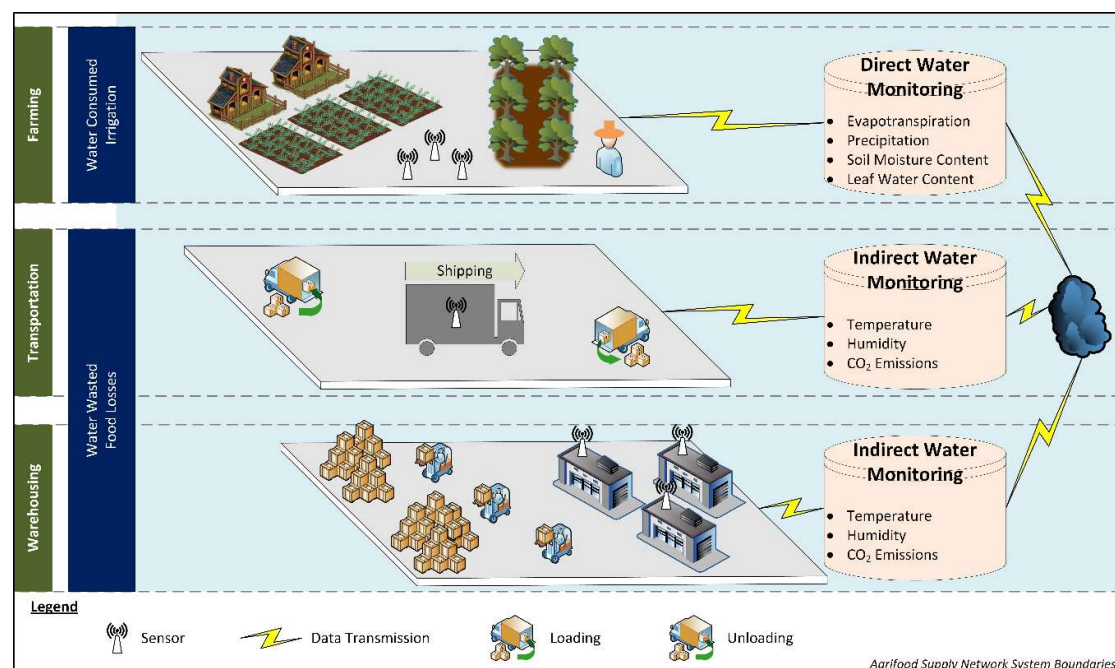 Farming
Water Consumed
Irrigation
Direct Water
Monitoring
Evapotranspiration
Precipitation
Soil Moisture Content
Leaf Water Content
Transportation
Water Wasted
Food Losses
Shipping
Indirect Water
Monitoring
Temperature
Humidity
CO₂ Emissions
Warehousing
Indirect Water
Monitoring
Temperature
Humidity
CO₂ Emissions
Legend
Sensor
Data Transmission
Loading
Unloading
Agrifood Supply Network System Boundaries